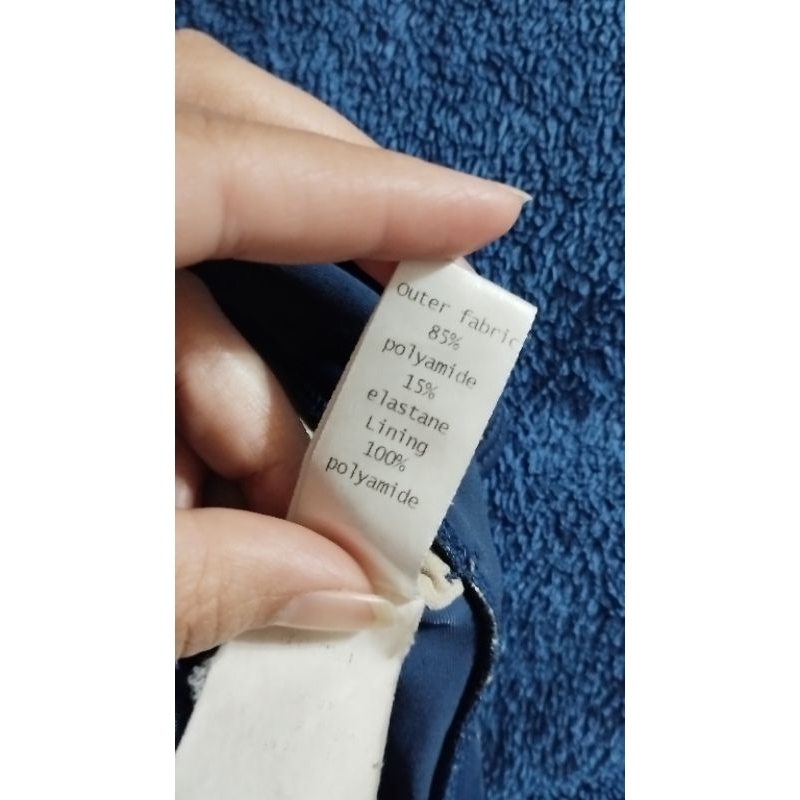 Outer fabric
85%
polyamide
15%
elastane
Lining
100%
polyamide